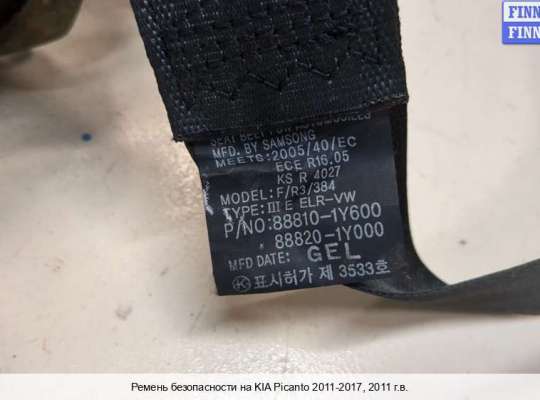 FINN
FINN
SEAT BELT FOR AUTOMOBILES
MFD. BY SAMSONG
MEETS:2005/40/EC
ECE R16.05
KS R 4027
MODEL:F/R3/384
TYPE:III E ELR-VW
P/NO:88810-1Y600
88820-1Y000
MFD DATE: GEL
K 표시허가 제 3533호
Ремень безопасности на KIA Picanto 2011-2017, 2011 г.в.